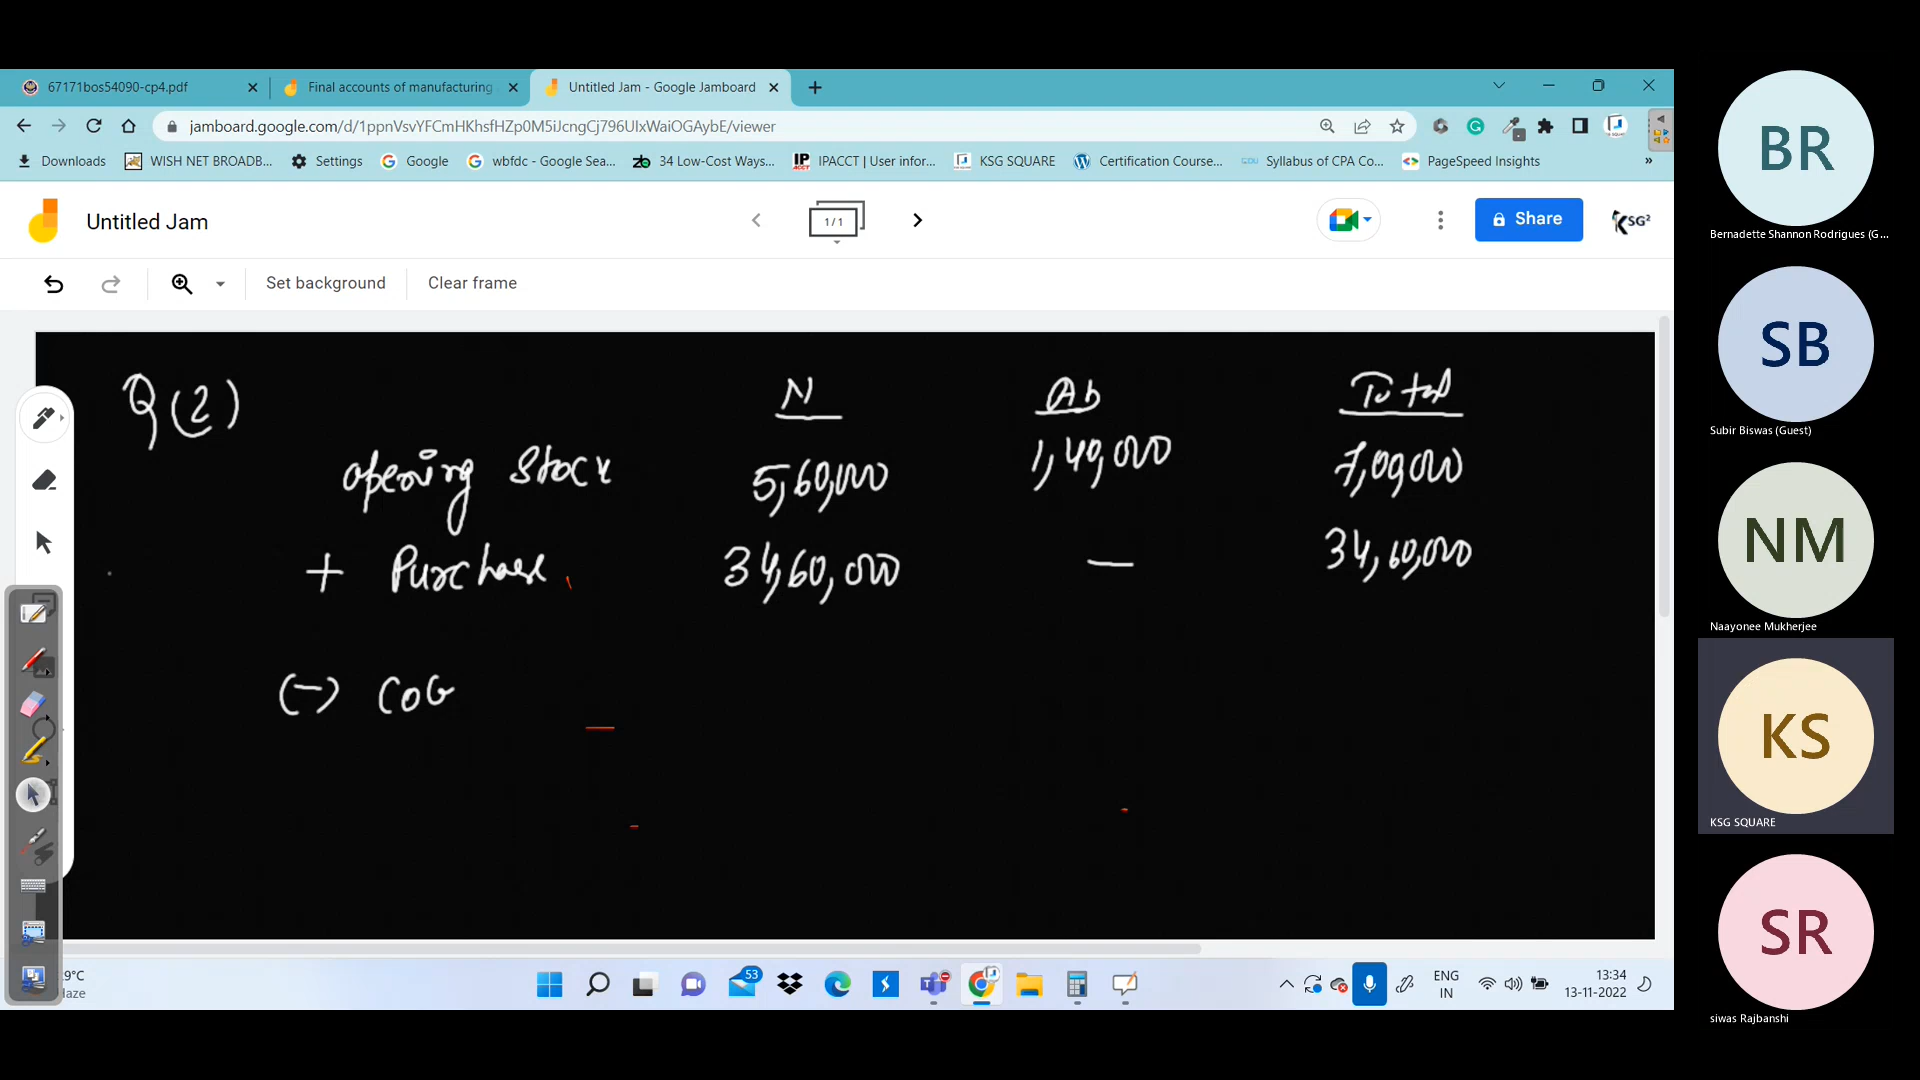 67171bos54090-cp4.pdf
Final accounts of manufacturing
Untitled Jam - Google Jamboard
jamboard.google.com/d/1ppnVsvYFCmHKhsfHZp0M5iJcngCj796UlxWaiOGAybE/viewer
Downloads
WISH NET BROADB...
Settings
Google
wbfdc - Google Sea...
34 Low-Cost Ways...
IPACCT | User infor...
KSG SQUARE
Certification Course...
Syllabus of CPA Co...
PageSpeed Insights
Untitled Jam
1 / 1
Share
KSG²
Set background
Clear frame
Q (2)
N Ab Total
opening Stock 5,60,000 1,40,000 7,00,000
+ Purchase 34,60,000 — 34,60,000
(-) COG
BR
Bernadette Shannon Rodrigues (G...
SB
Subir Biswas (Guest)
NM
Naayonee Mukherjee
KS
KSG SQUARE
SR
siwas Rajbanshi
9°C
53
ENG
IN
13:34
13-11-2022